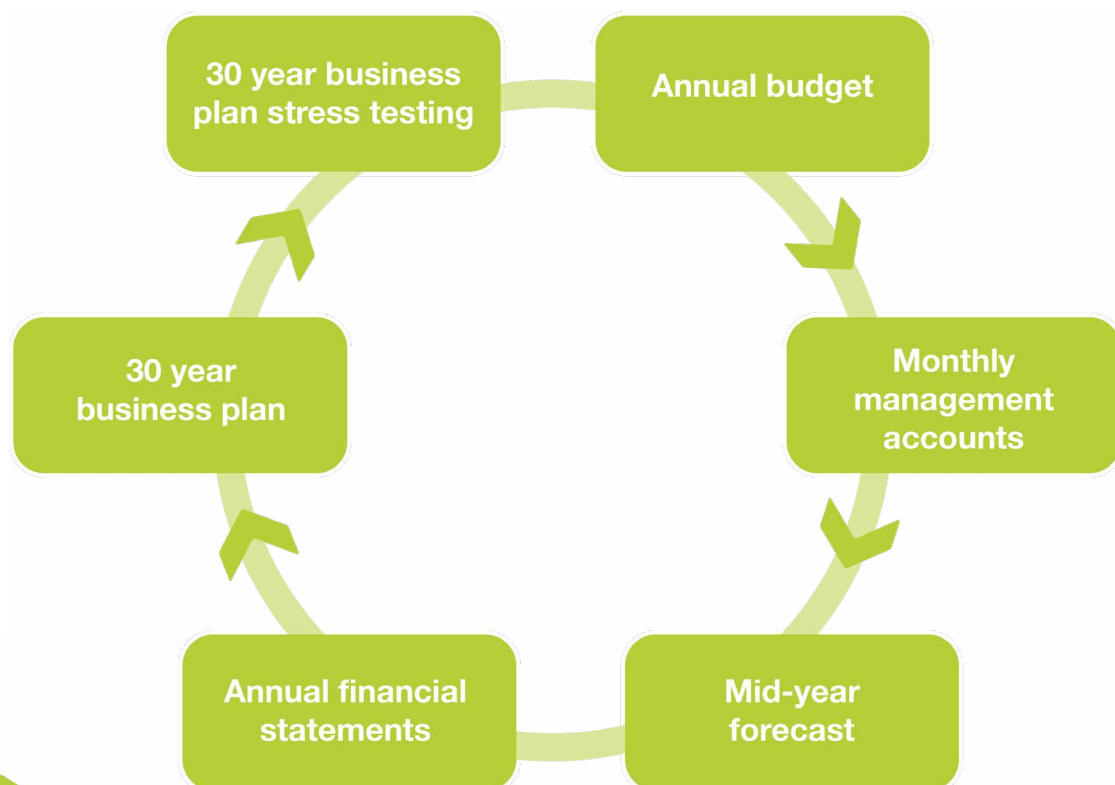 30 year business
plan stress testing
Annual budget
Monthly
management
accounts
Mid-year
forecast
Annual financial
statements
30 year
business plan